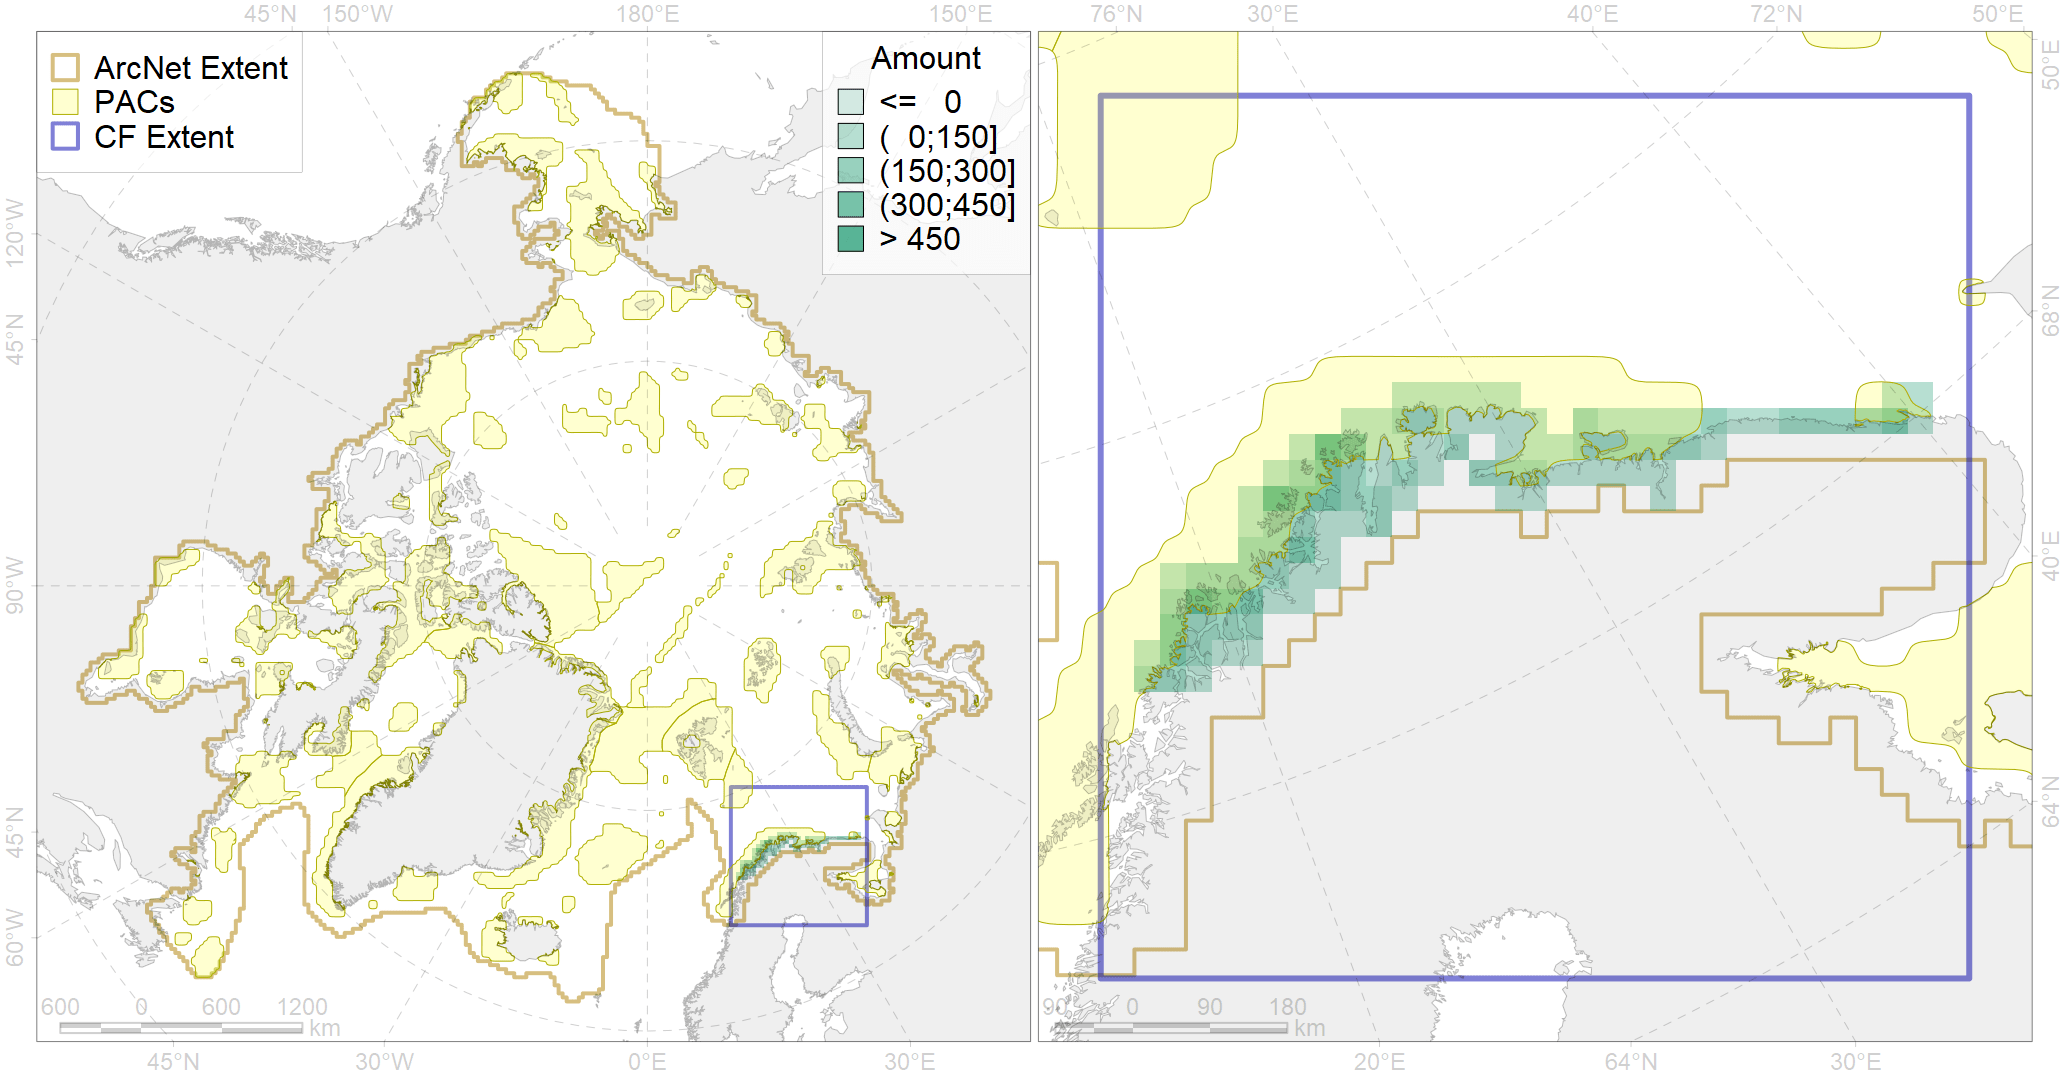 45°N 150°W 180°E 150°E 76°N 30°E 40°E 72°N 50°E
ArcNet Extent
PACs
CF Extent
Amount
<= 0
( 0;150]
(150;300]
(300;450]
> 450
120°W
45°N
90°W
45°N
60°W
50°E
68°N
40°E
64°N
600 0 600 1200
km
90 0 90 180
km
45°N 30°W 0°E 30°E 20°E 64°N 30°E